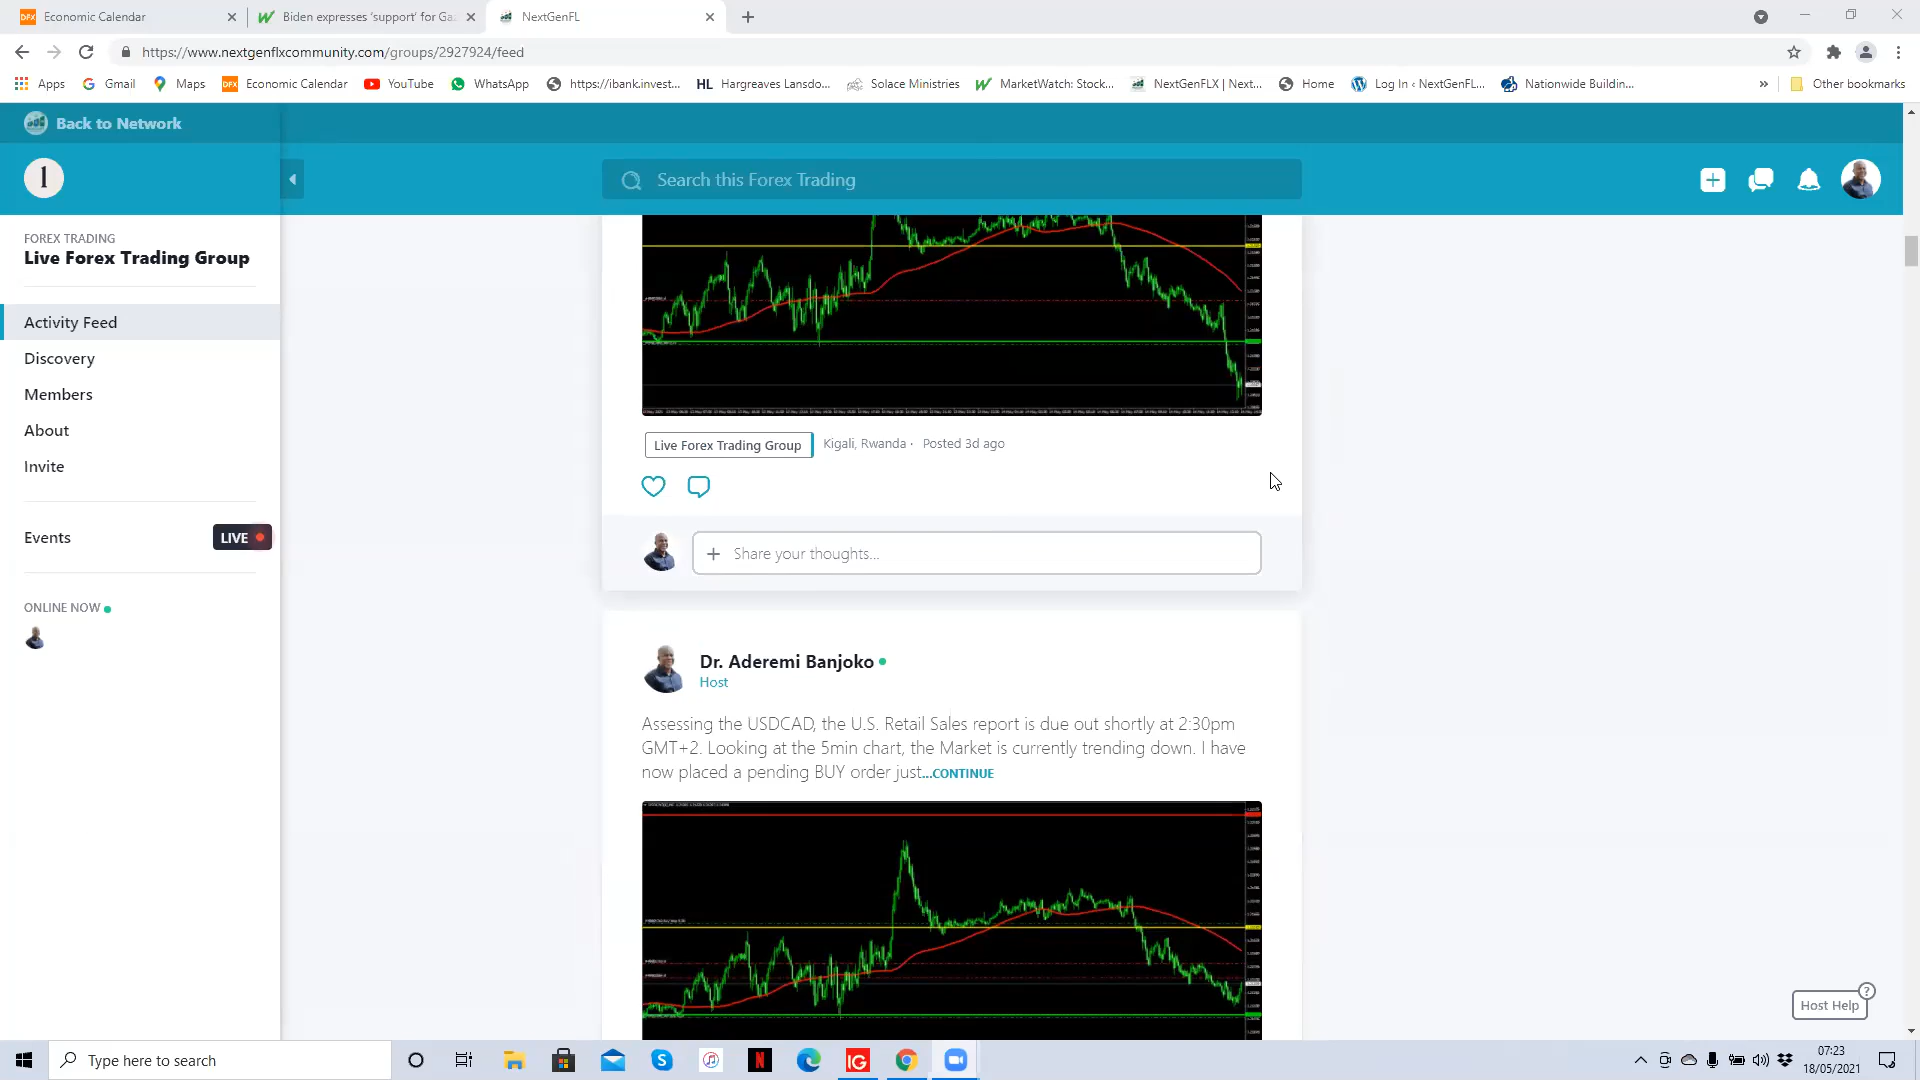 Economic Calendar
Biden expresses ‘support’ for Ga
NextGenFL
https://www.nextgenflxcommunity.com/groups/2927924/feed
Apps
Gmail
Maps
Economic Calendar
YouTube
WhatsApp
https://ibank.invest...
HL Hargreaves Lansdo...
Solace Ministries
MarketWatch: Stock...
NextGenFLX | Next...
Home
Log In ‹ NextGenFL...
Nationwide Buildin...
»
Other bookmarks
Back to Network
1
Search this Forex Trading
FOREX TRADING
Live Forex Trading Group
Activity Feed
Discovery
Members
About
Invite
Events
LIVE
ONLINE NOW
Live Forex Trading Group
Kigali, Rwanda · Posted 3d ago
+ Share your thoughts...
Dr. Aderemi Banjoko
Host
Assessing the USDCAD, the U.S. Retail Sales report is due out shortly at 2:30pm
GMT+2. Looking at the 5min chart, the Market is currently trending down. I have
now placed a pending BUY order just...CONTINUE
Host Help
?
Type here to search
IG
07:23
18/05/2021